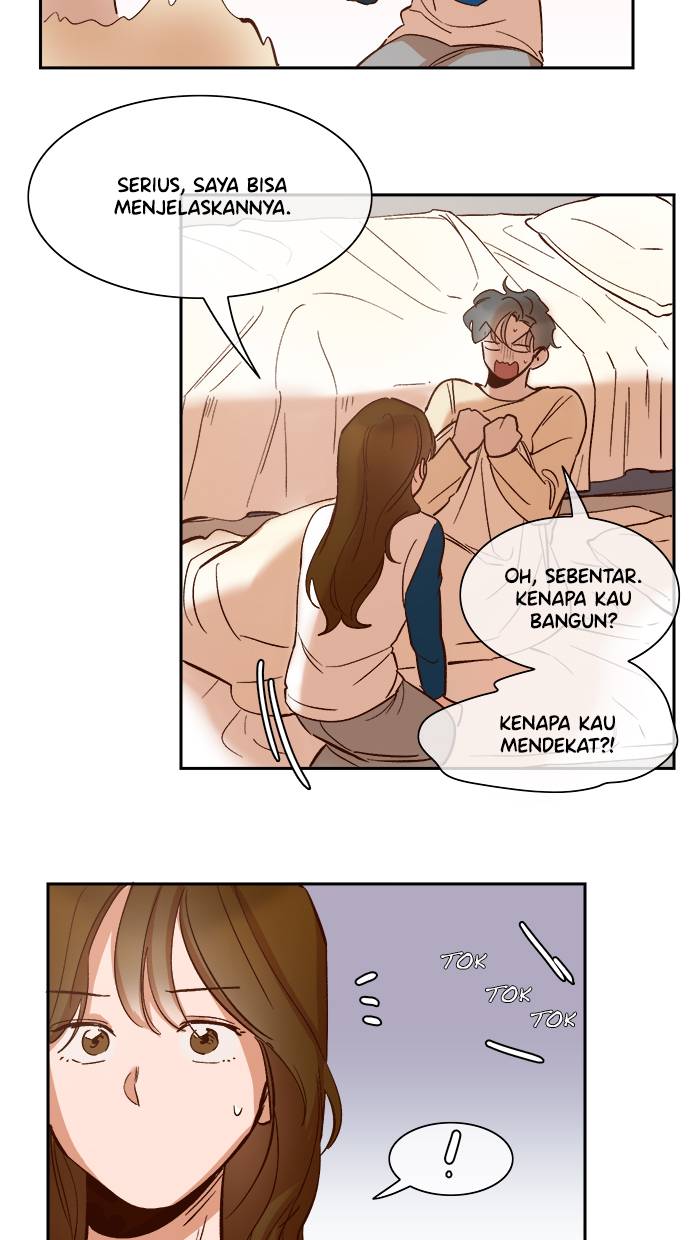 SERIUS, SAYA BISA
MENJELASKANNYA.
OH, SEBENTAR.
KENAPA KAU
BANGUN?
KENAPA KAU
MENDEKAT?!
TOK
TOK
TOK
!